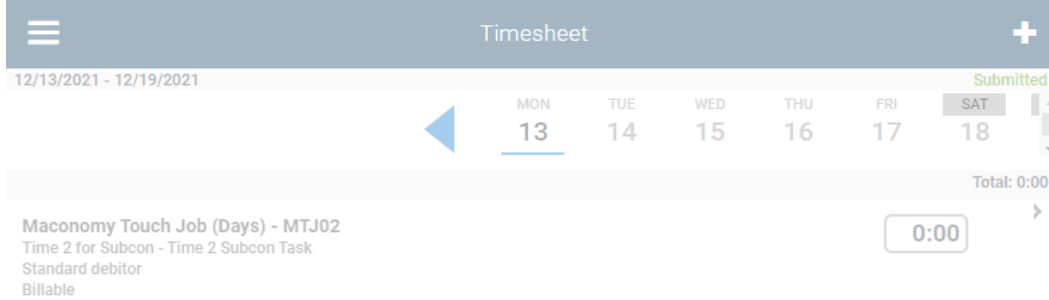 Timesheet
12/13/2021 - 12/19/2021 Submitted
MON TUE WED THU FRI SAT
13 14 15 16 17 18
Total: 0:00
Maconomy Touch Job (Days) - MTJ02 0:00
Time 2 for Subcon - Time 2 Subcon Task
Standard debitor
Billable